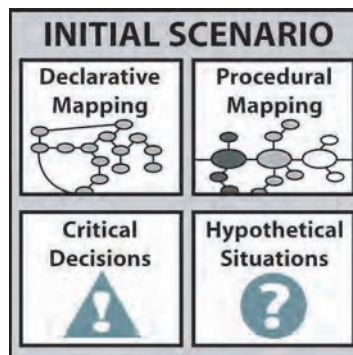 INITIAL SCENARIO
Declarative
Mapping
Procedural
Mapping
Critical
Decisions
!
Hypothetical
Situations
?